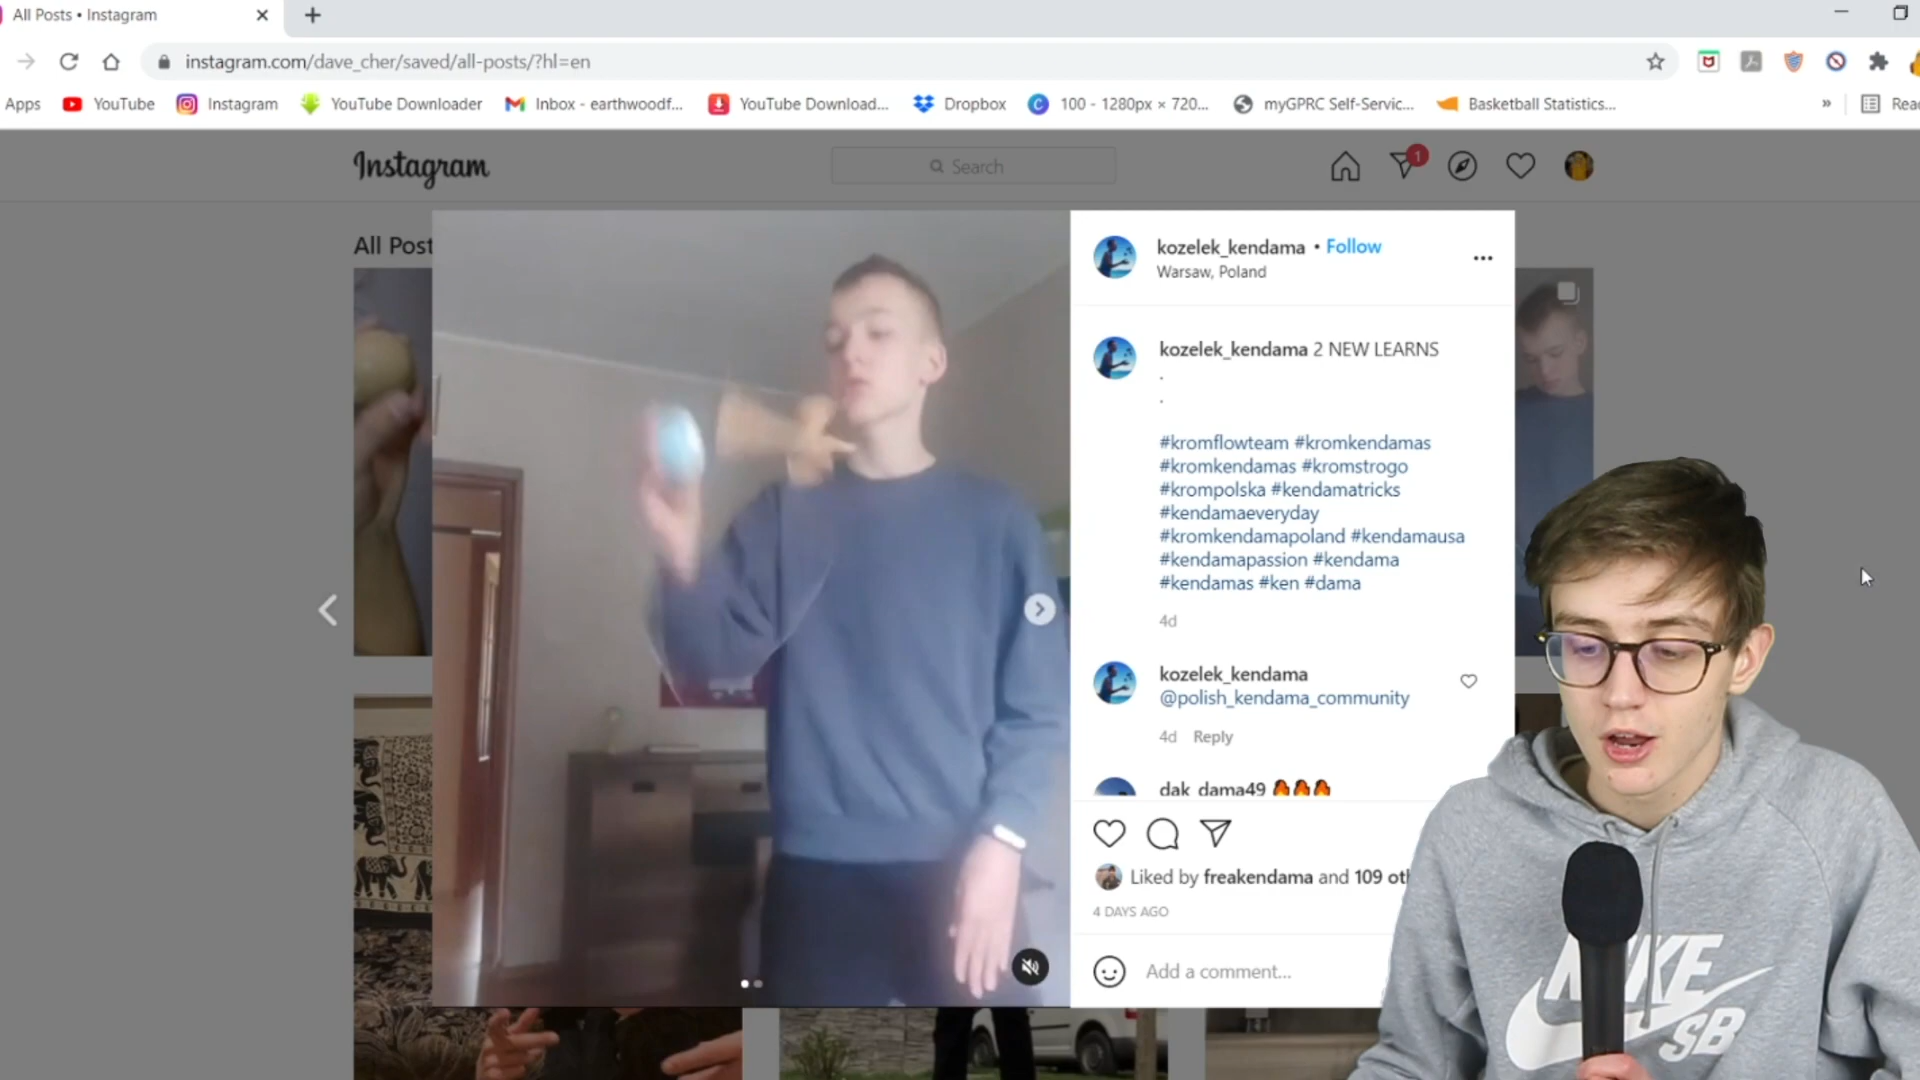 All Posts • Instagram
instagram.com/dave_cher/saved/all-posts/?hl=en
Apps YouTube Instagram YouTube Downloader Inbox - earthwoodf... YouTube Download... Dropbox 100 - 1280px × 720... myGPRC Self-Servic... Basketball Statistics... »
Instagram
Search
1
All Post
kozelek_kendama • Follow
Warsaw, Poland
kozelek_kendama 2 NEW LEARNS
.
.
#kromflowteam #kromkendamas
#kromkendamas #kromstrogo
#krompolska #kendamatricks
#kendamaeveryday
#kromkendamapoland #kendamausa
#kendamapassion #kendama
#kendamas #ken #dama
4d
kozelek_kendama
@polish_kendama_community
4d Reply
dak_dama49 🔥🔥🔥
Liked by freakendama and 109 ot
4 DAYS AGO
Add a comment...
NIKE
SB